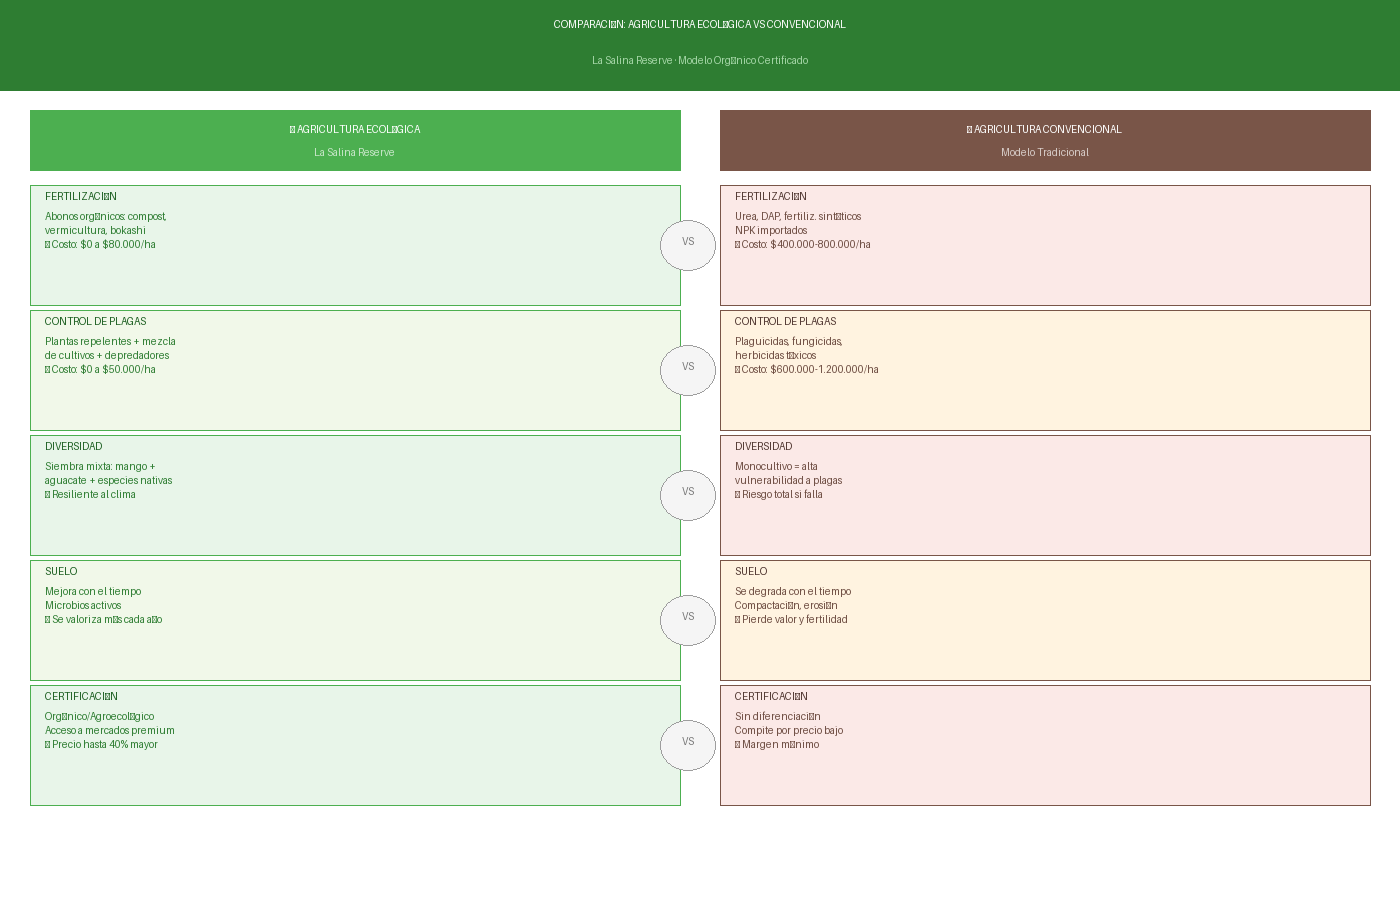 COMPARACI□N: AGRICULTURA ECOL□GICA VS CONVENCIONAL
La Salina Reserve · Modelo Org□nico Certificado
□ AGRICULTURA ECOL□GICA
La Salina Reserve
□ AGRICULTURA CONVENCIONAL
Modelo Tradicional
FERTILIZACI□N
Abonos org□nicos: compost,
vermicultura, bokashi
□ Costo: $0 a $80.000/ha
VS
FERTILIZACI□N
Urea, DAP, fertiliz. sint□ticos
NPK importados
□ Costo: $400.000-800.000/ha
CONTROL DE PLAGAS
Plantas repelentes + mezcla
de cultivos + depredadores
□ Costo: $0 a $50.000/ha
VS
CONTROL DE PLAGAS
Plaguicidas, fungicidas,
herbicidas t□xicos
□ Costo: $600.000-1.200.000/ha
DIVERSIDAD
Siembra mixta: mango +
aguacate + especies nativas
□ Resiliente al clima
VS
DIVERSIDAD
Monocultivo = alta
vulnerabilidad a plagas
□ Riesgo total si falla
SUELO
Mejora con el tiempo
Microbios activos
□ Se valoriza m□s cada a□o
VS
SUELO
Se degrada con el tiempo
Compactaci□n, erosi□n
□ Pierde valor y fertilidad
CERTIFICACI□N
Org□nico/Agroecol□gico
Acceso a mercados premium
□ Precio hasta 40% mayor
VS
CERTIFICACI□N
Sin diferenciaci□n
Compite por precio bajo
□ Margen m□nimo